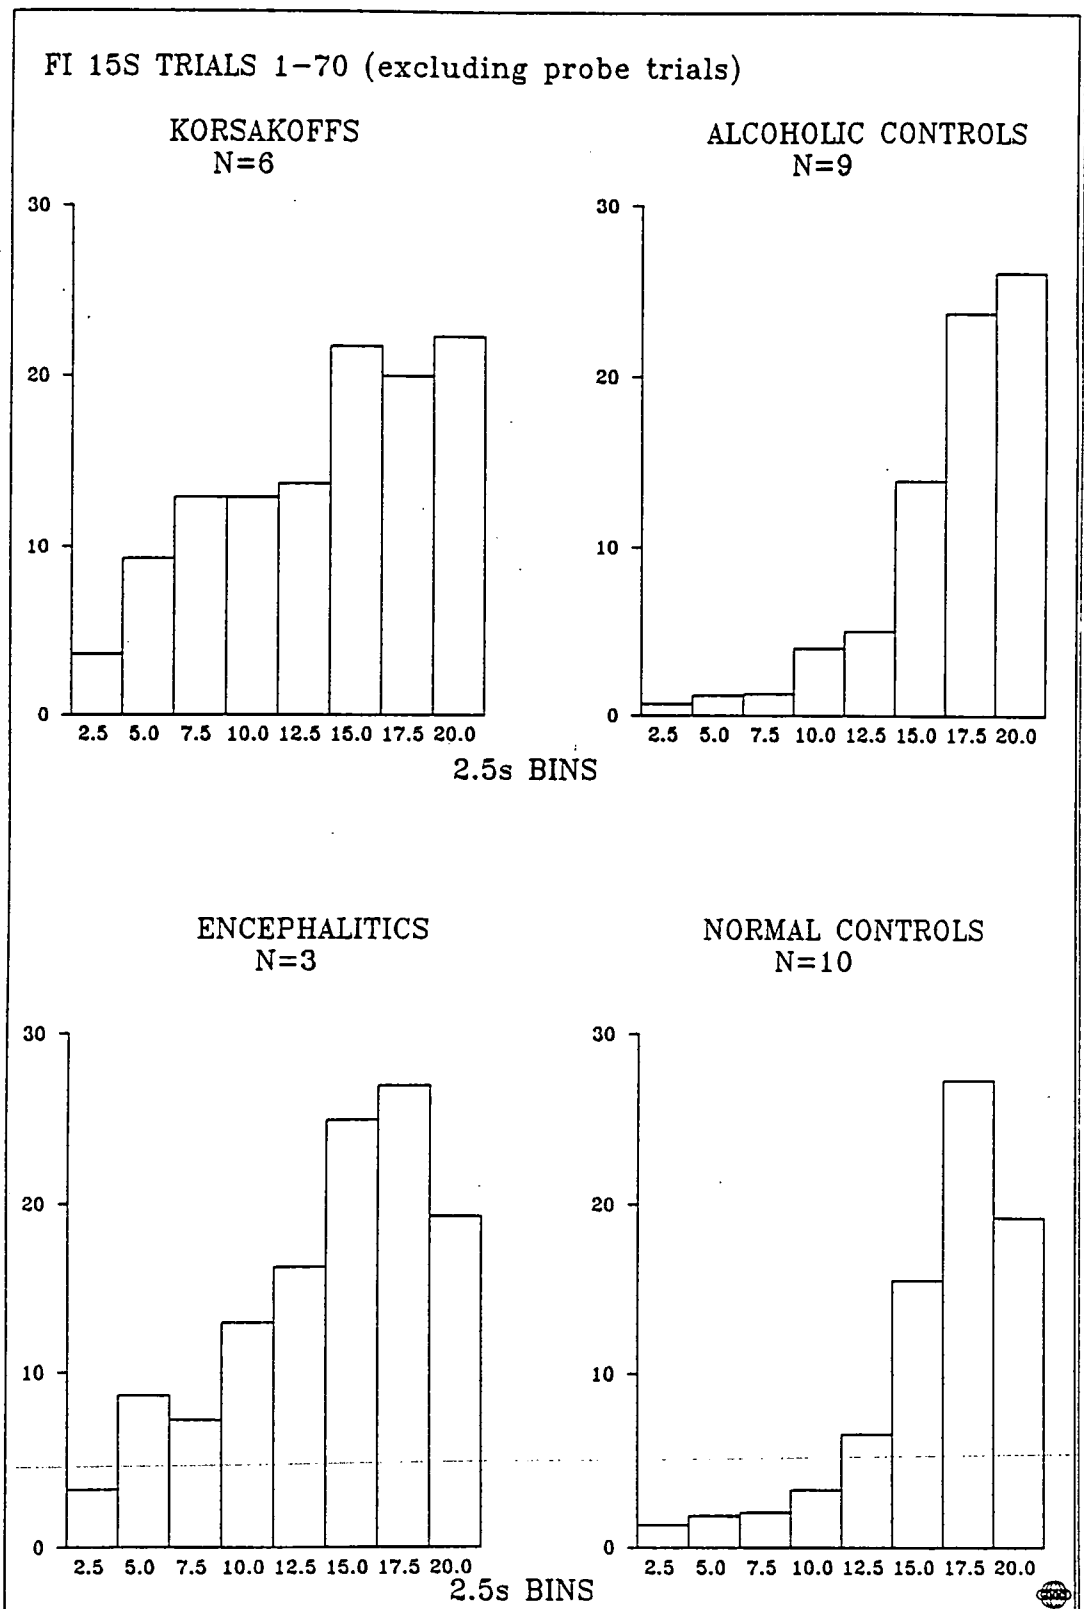 FI 15S TRIALS 1-70 (excluding probe trials)
KORSAKOFFS
N=6
30
20
10
0
2.5 5.0 7.5 10.0 12.5 15.0 17.5 20.0
ALCOHOLIC CONTROLS
N=9
30
20
10
0
2.5 5.0 7.5 10.0 12.5 15.0 17.5 20.0
2.5s BINS
ENCEPHALITICS
N=3
30
20
10
0
2.5 5.0 7.5 10.0 12.5 15.0 17.5 20.0
NORMAL CONTROLS
N=10
30
20
10
0
2.5 5.0 7.5 10.0 12.5 15.0 17.5 20.0
2.5s BINS